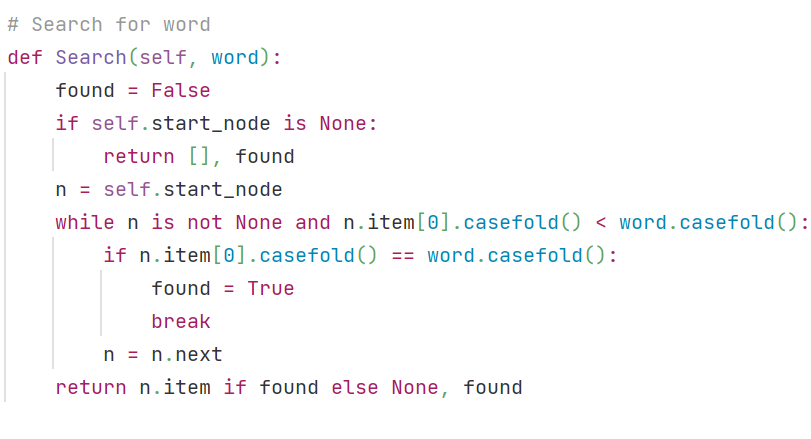 # Search for word
def Search(self, word):
    found = False
    if self.start_node is None:
        return [], found
    n = self.start_node
    while n is not None and n.item[0].casefold() < word.casefold():
        if n.item[0].casefold() == word.casefold():
            found = True
            break
        n = n.next
    return n.item if found else None, found